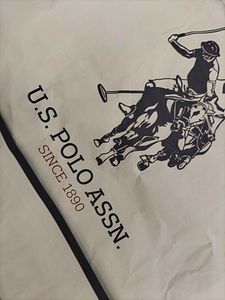 U.S. POLO ASSN.
SINCE 1890